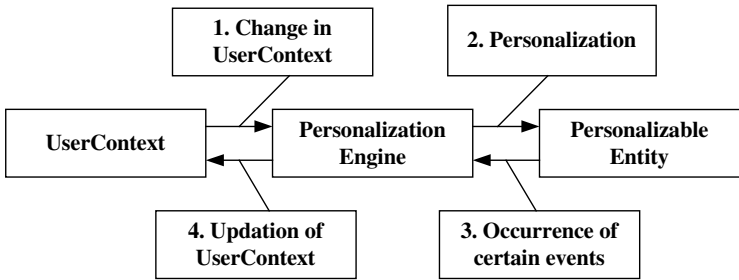 1. Change in
UserContext
2. Personalization
UserContext
Personalization
Engine
Personalizable
Entity
4. Updation of
UserContext
3. Occurrence of
certain events